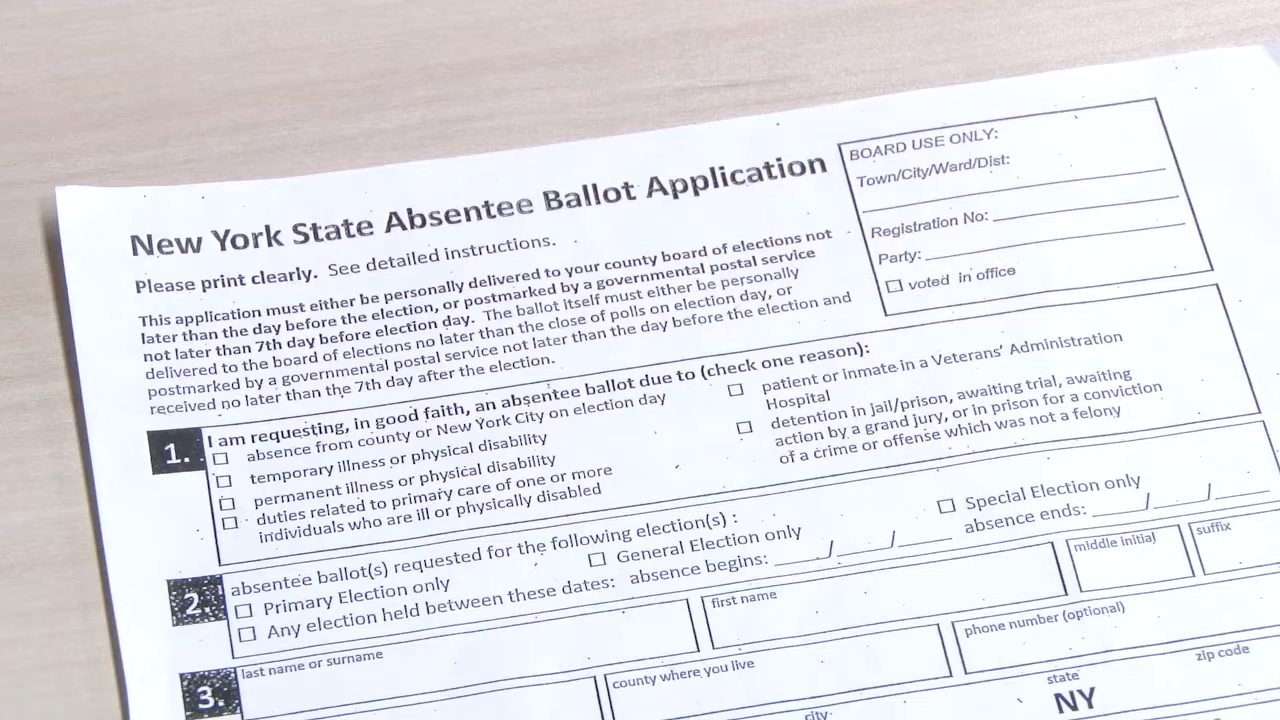 New York State Absentee Ballot Application
Please print clearly. See detailed instructions.
This application must either be personally delivered to your county board of elections not
later than the day before the election, or postmarked by a governmental postal service
not later than 7th day before election day. The ballot itself must either be personally
delivered to the board of elections no later than the close of polls on election day, or
postmarked by a governmental postal service not later than the day before the election and
received no later than the 7th day after the election.
BOARD USE ONLY:
Town/City/Ward/Dist:
Registration No:
Party:
voted in office
1.
I am requesting, in good faith, an absentee ballot due to (check one reason):
absence from county or New York City on election day
temporary illness or physical disability
permanent illness or physical disability
duties related to primary care of one or more
individuals who are ill or physically disabled
patient or inmate in a Veterans' Administration
Hospital
detention in jail/prison, awaiting trial, awaiting
action by a grand jury, or in prison for a conviction
of a crime or offense which was not a felony
2.
absentee ballot(s) requested for the following election(s) :
Primary Election only
General Election only
Special Election only
Any election held between these dates: absence begins: ____/____/____ absence ends: ____/____/____
3.
last name or surname
first name
middle initial
suffix
county where you live
phone number (optional)
city
state
NY
zip code